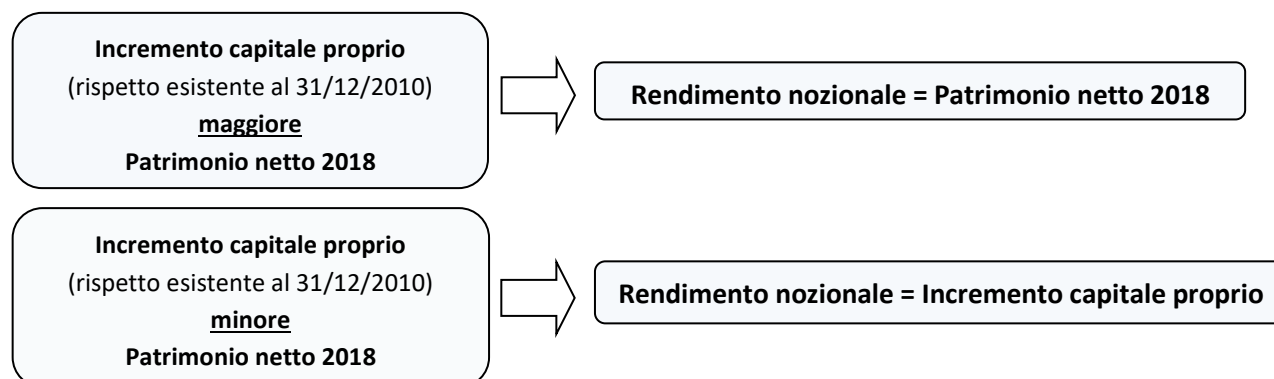 Incremento capitale proprio
(rispetto esistente al 31/12/2010)
maggiore
Patrimonio netto 2018
Rendimento nozionale = Patrimonio netto 2018
Incremento capitale proprio
(rispetto esistente al 31/12/2010)
minore
Patrimonio netto 2018
Rendimento nozionale = Incremento capitale proprio